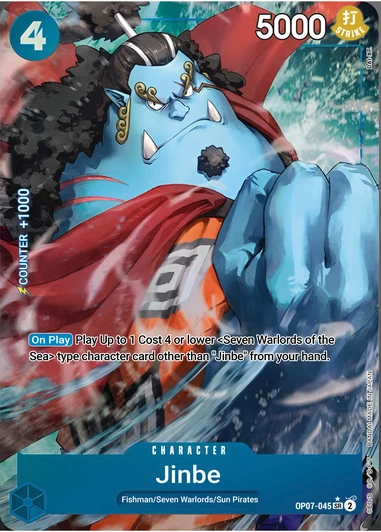 4
5000
打
STRIKE
COUNTER +1000
On Play Play Up to 1 Cost 4 or lower <Seven Warlords of the
Sea> type character card other than "Jinbe" from your hand.
CHARACTER
Jinbe
Fishman/Seven Warlords/Sun Pirates
OP07-045 SR 2